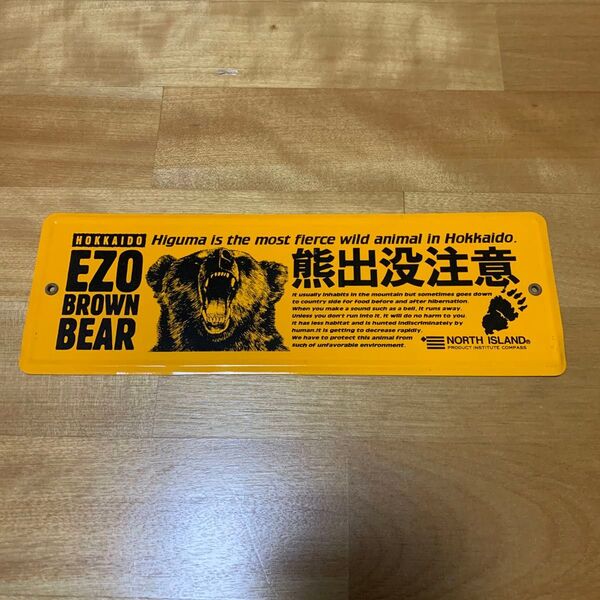 HOKKAIDO
Higuma is the most fierce wild animal in Hokkaido.
EZO
BROWN
BEAR
熊出没注意
It usually inhabits in the mountain but sometimes goes down
to country side for food before and after hibernation.
When you make a sound such as a bell, it runs away.
Unless you don't run into it, it will do no harm to you.
It has less habitat and is hunted indiscriminately by
human.It is getting to decrease rapidly.
We have to protect this animal from
such of unfavorable environment.
NORTH ISLAND®
PRODUCT INSTITUTE COMPASS